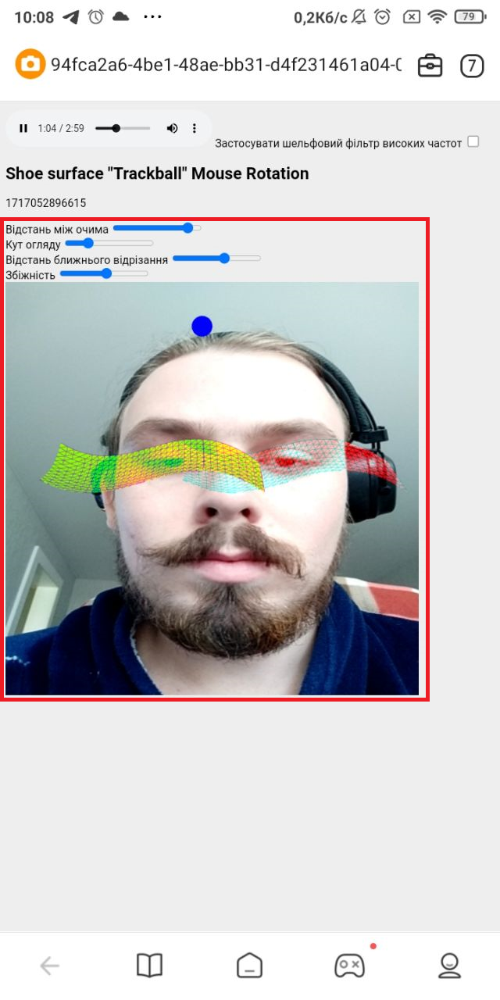 10:08 0,2Кб/с 79
94fca2a6-4be1-48ae-bb31-d4f231461a04-0 7
1:04 / 2:59
Застосувати шельфовий фільтр високих частот
Shoe surface "Trackball" Mouse Rotation
1717052896615
Відстань між очима
Кут огляду
Відстань ближнього відрізання
Збіжність